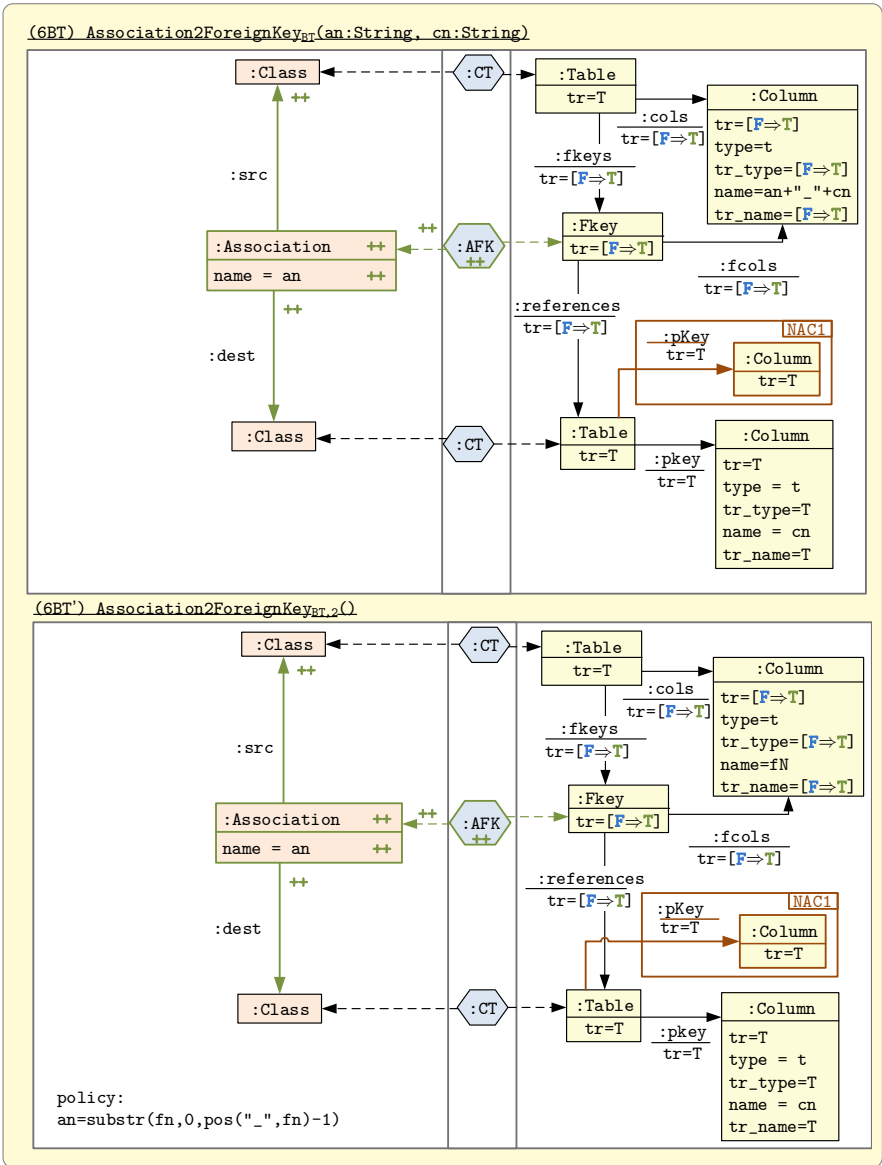 (6BT) Association2ForeignKeyBT(an:String, cn:String)
:Class
:CT
:Table
tr=T
:Column
tr=[F⇒T]
type=t
tr_type=[F⇒T]
name=an+"_"+cn
tr_name=[F⇒T]
++
:cols
tr=[F⇒T]
:fkeys
tr=[F⇒T]
:src
:Association ++
name = an ++
++
:AFK
++
:Fkey
tr=[F⇒T]
:fcols
tr=[F⇒T]
++
:references
tr=[F⇒T]
NAC1
:pKey
tr=T
:Column
tr=T
:dest
:Class
:CT
:Table
tr=T
:pkey
tr=T
:Column
tr=T
type = t
tr_type=T
name = cn
tr_name=T
(6BT') Association2ForeignKeyBT,2()
:Class
:CT
:Table
tr=T
:Column
tr=[F⇒T]
type=t
tr_type=[F⇒T]
name=fN
tr_name=[F⇒T]
++
:cols
tr=[F⇒T]
:fkeys
tr=[F⇒T]
:src
:Association ++
name = an ++
++
:AFK
++
:Fkey
tr=[F⇒T]
:fcols
tr=[F⇒T]
++
:references
tr=[F⇒T]
NAC1
:pKey
tr=T
:Column
tr=T
:dest
:Class
:CT
:Table
tr=T
:pkey
tr=T
:Column
tr=T
type = t
tr_type=T
name = cn
tr_name=T
policy:
an=substr(fn,0,pos("_",fn)-1)